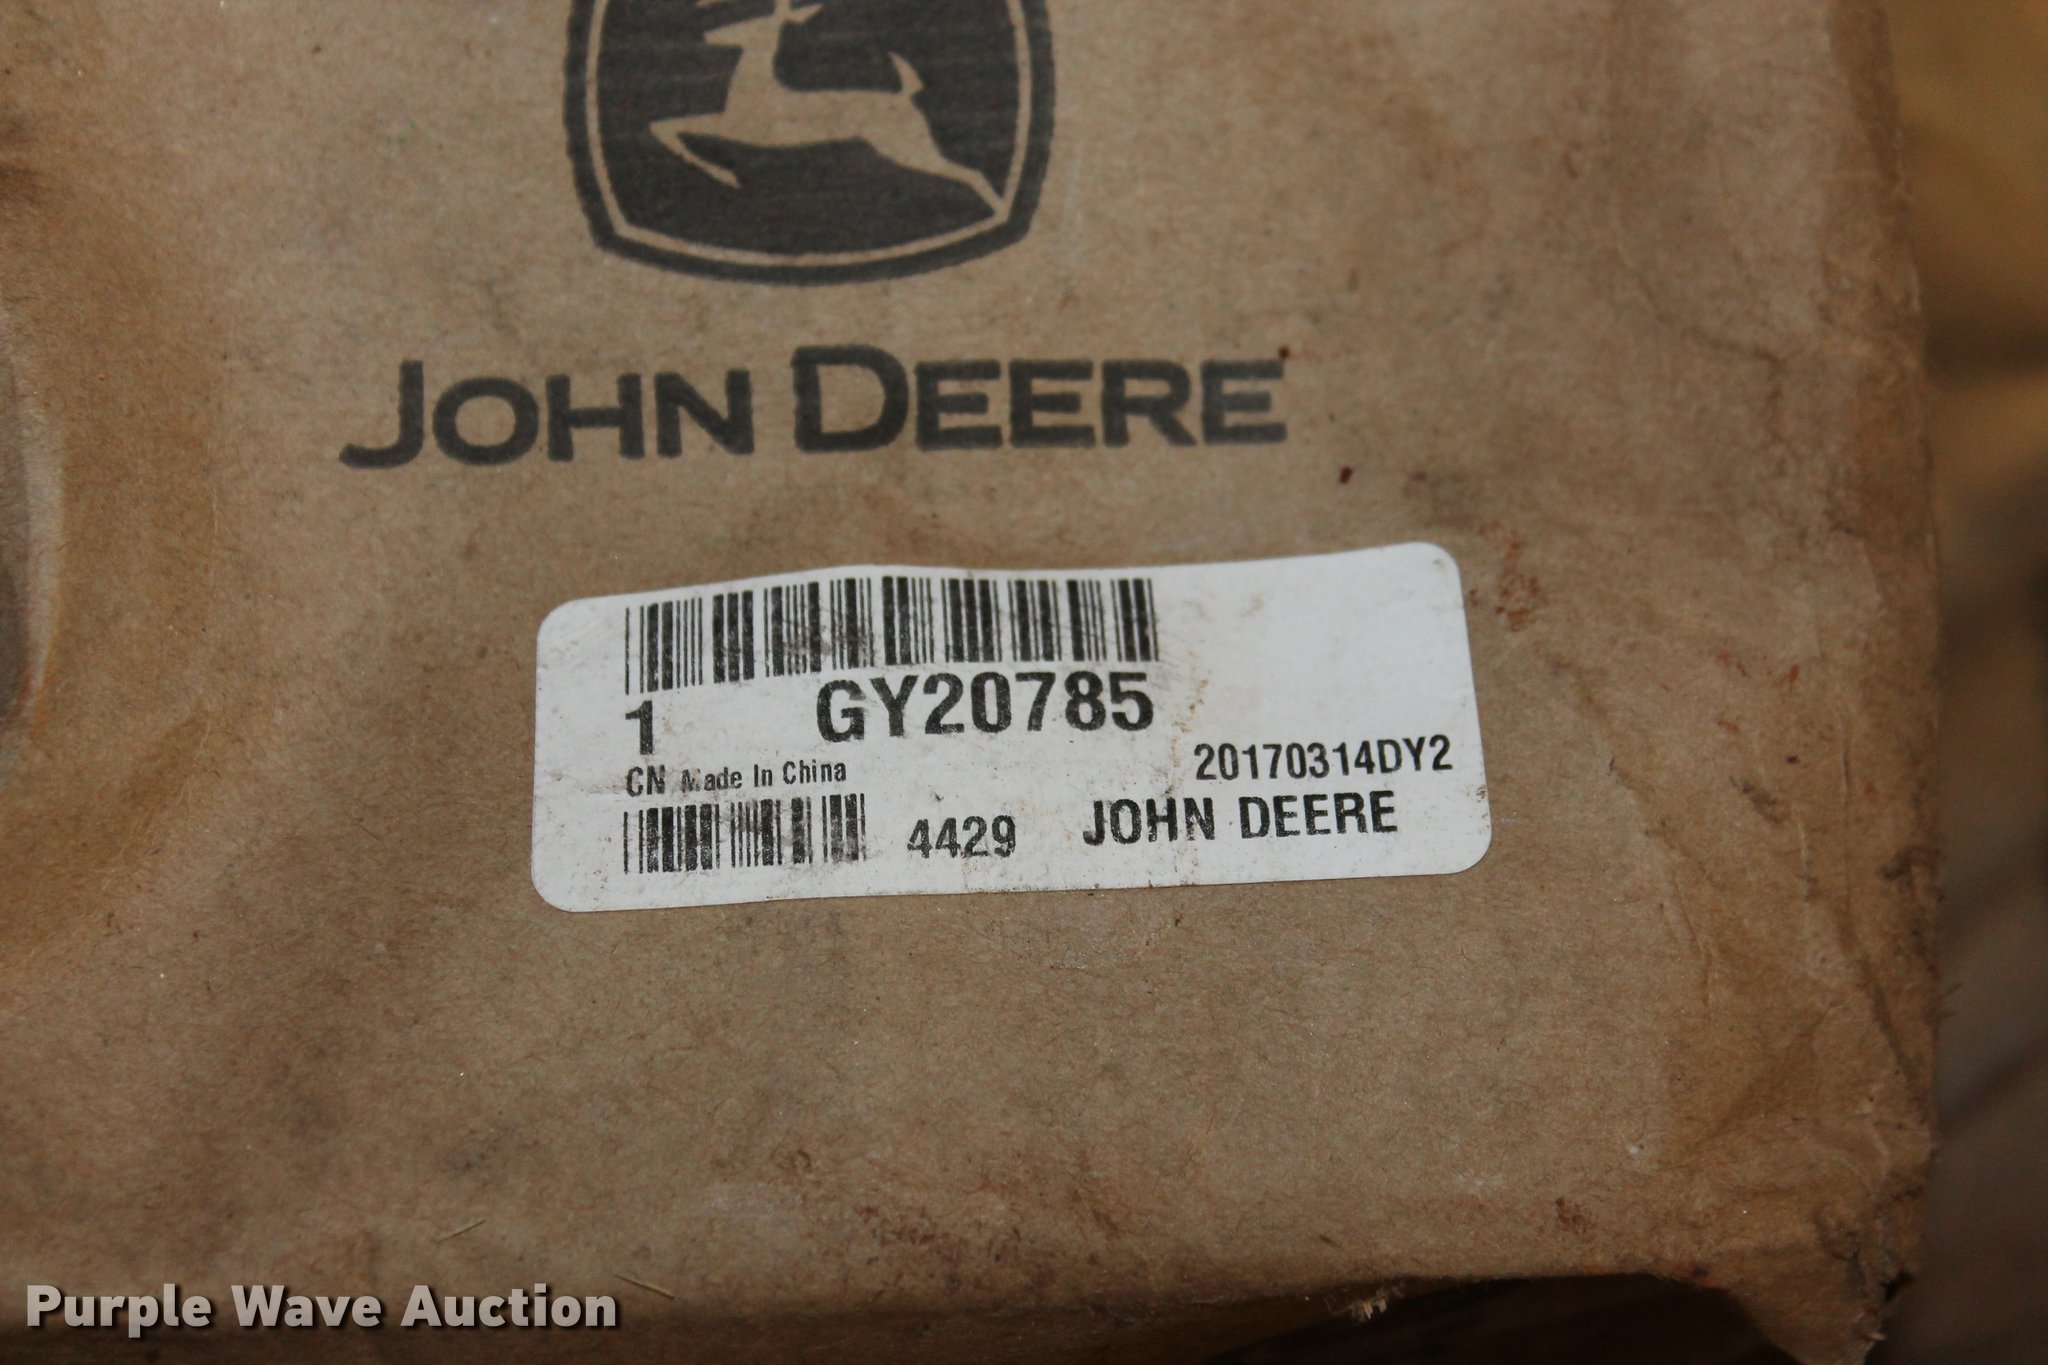 JOHN DEERE
1 GY20785
CN Made In China
20170314DY2
4429 JOHN DEERE
Purple Wave Auction